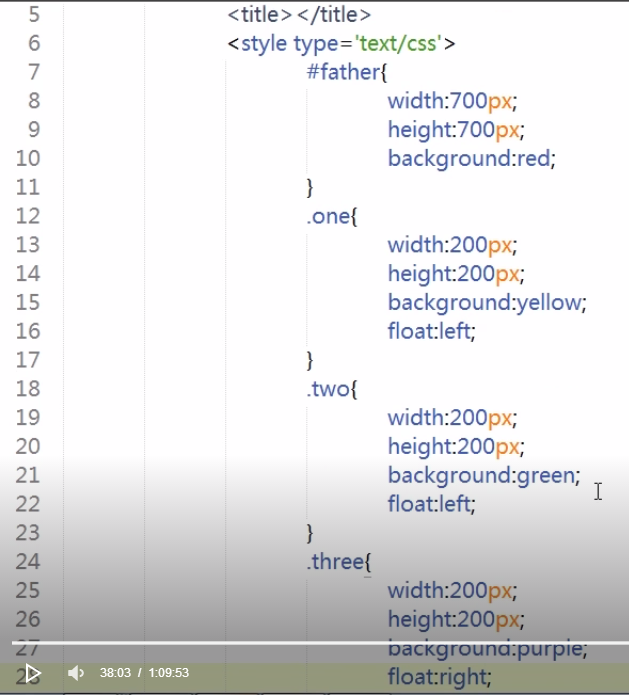 5 <title></title>
6 <style type='text/css'>
7 #father{
8 width:700px;
9 height:700px;
10 background:red;
11 }
12 .one{
13 width:200px;
14 height:200px;
15 background:yellow;
16 float:left;
17 }
18 .two{
19 width:200px;
20 height:200px;
21 background:green;
22 float:left;
23 }
24 .three{
25 width:200px;
26 height:200px;
27 background:purple;
28 float:right;
38:03 / 1:09:53